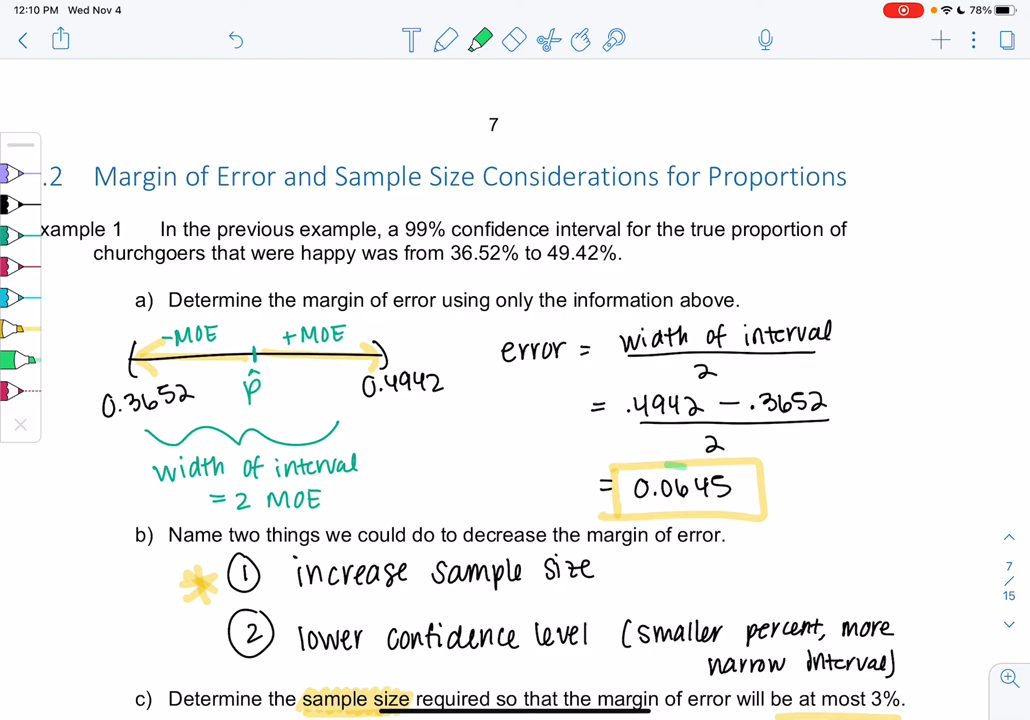 12:10 PM Wed Nov 4
78%
T
7
.2 Margin of Error and Sample Size Considerations for Proportions
xample 1 In the previous example, a 99% confidence interval for the true proportion of
churchgoers that were happy was from 36.52% to 49.42%.
a) Determine the margin of error using only the information above.
-MOE +MOE
0.3652 p̂ 0.4942
width of interval
= 2 MOE
error = width of interval
2
= .4942 - .3652
2
= 0.0645
b) Name two things we could do to decrease the margin of error.
* 1 increase sample size
2 lower confidence level (smaller percent, more
narrow interval)
c) Determine the sample size required so that the margin of error will be at most 3%.
7
/
15